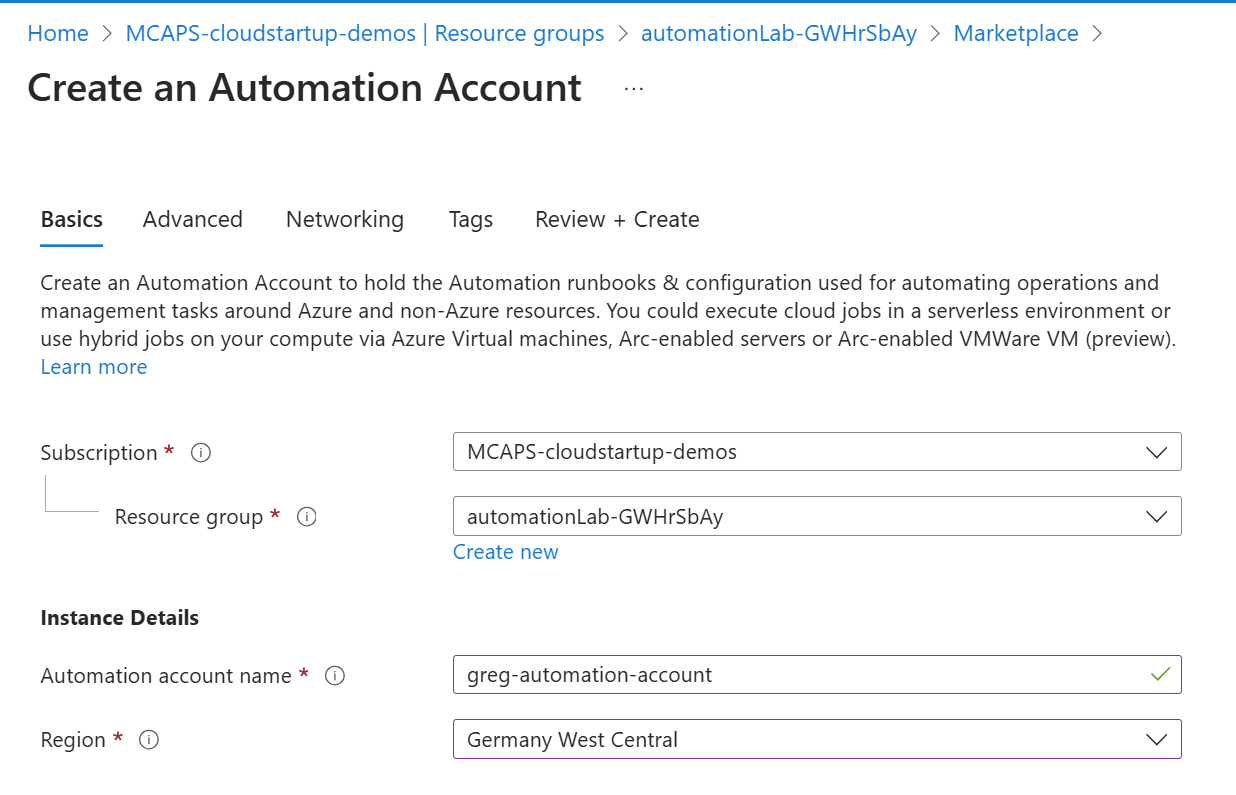 Home > MCAPS-cloudstartup-demos | Resource groups > automationLab-GWHrSbAy > Marketplace >
Create an Automation Account ...
Basics Advanced Networking Tags Review + Create
Create an Automation Account to hold the Automation runbooks & configuration used for automating operations and
management tasks around Azure and non-Azure resources. You could execute cloud jobs in a serverless environment or
use hybrid jobs on your compute via Azure Virtual machines, Arc-enabled servers or Arc-enabled VMWare VM (preview).
Learn more
Subscription * MCAPS-cloudstartup-demos
Resource group * automationLab-GWHrSbAy
Create new
Instance Details
Automation account name * greg-automation-account
Region * Germany West Central